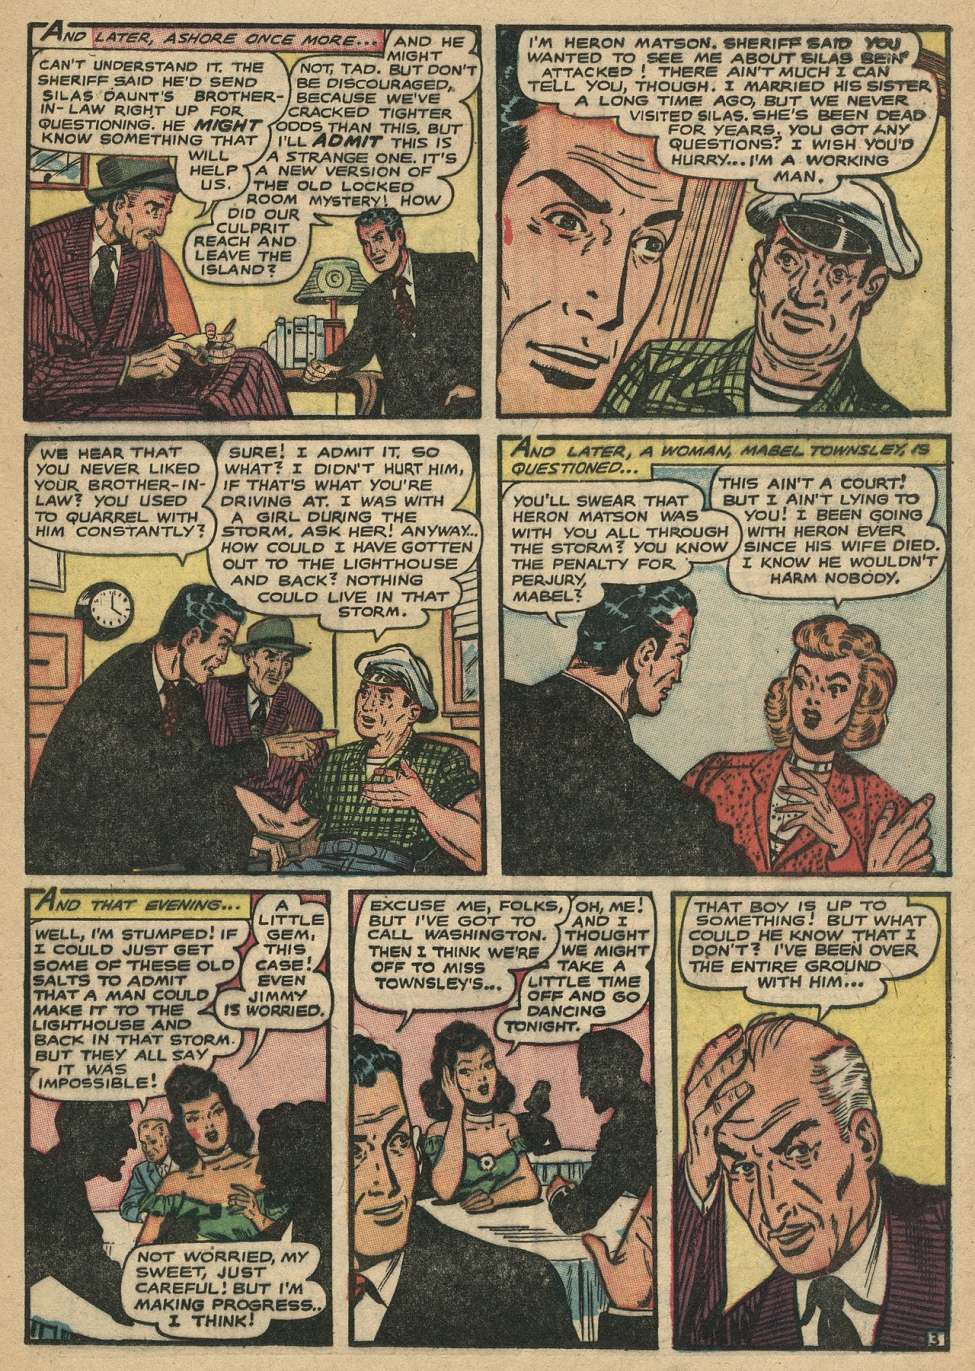 AND LATER, ASHORE ONCE MORE...
CAN'T UNDERSTAND IT. THE
SHERIFF SAID HE'D SEND
SILAS DAUNT'S BROTHER-
IN-LAW RIGHT UP FOR
QUESTIONING. HE MIGHT
KNOW SOMETHING THAT
WILL
HELP
US.
AND HE
MIGHT
NOT, TAD. BUT DON'T
BE DISCOURAGED,
BECAUSE WE'VE
CRACKED TIGHTER
ODDS THAN THIS. BUT
I'LL ADMIT THIS IS
A STRANGE ONE. IT'S
A NEW VERSION OF
THE OLD LOCKED
ROOM MYSTERY! HOW
DID OUR
CULPRIT
REACH AND
LEAVE THE
ISLAND?
I'M HERON MATSON. SHERIFF SAID YOU
WANTED TO SEE ME ABOUT SILAS BEIN'
ATTACKED! THERE AIN'T MUCH I CAN
TELL YOU, THOUGH. I MARRIED HIS SISTER
A LONG TIME AGO, BUT WE NEVER
VISITED SILAS. SHE'S BEEN DEAD
FOR YEARS. YOU GOT ANY
QUESTIONS? I WISH YOU'D
HURRY... I'M A WORKING
MAN.
WE HEAR THAT
YOU NEVER LIKED
YOUR BROTHER-IN-
LAW? YOU USED
TO QUARREL WITH
HIM CONSTANTLY?
SURE! I ADMIT IT. SO
WHAT? I DIDN'T HURT HIM,
IF THAT'S WHAT YOU'RE
DRIVING AT. I WAS WITH
A GIRL DURING THE
STORM. ASK HER! ANYWAY...
HOW COULD I HAVE GOTTEN
OUT TO THE LIGHTHOUSE
AND BACK? NOTHING
COULD LIVE IN THAT
STORM.
AND LATER, A WOMAN, MABEL TOWNSLEY, IS
QUESTIONED...
YOU'LL SWEAR THAT
HERON MATSON WAS
WITH YOU ALL THROUGH
THE STORM? YOU KNOW
THE PENALTY FOR
PERJURY,
MABEL?
THIS AIN'T A COURT!
BUT I AIN'T LYING TO
YOU! I BEEN GOING
WITH HERON EVER
SINCE HIS WIFE DIED.
I KNOW HE WOULDN'T
HARM NOBODY.
AND THAT EVENING...
WELL, I'M STUMPED! IF
I COULD JUST GET
SOME OF THESE OLD
SALTS TO ADMIT
THAT A MAN COULD
MAKE IT TO THE
LIGHTHOUSE AND
BACK IN THAT STORM.
BUT THEY ALL SAY
IT WAS
IMPOSSIBLE!
A
LITTLE
GEM,
THIS
CASE!
EVEN
JIMMY
IS WORRIED.
NOT WORRIED, MY
SWEET, JUST
CAREFUL! BUT I'M
MAKING PROGRESS..
I THINK!
EXCUSE ME, FOLKS,
BUT I'VE GOT TO
CALL WASHINGTON.
THEN I THINK WE'RE
OFF TO MISS
TOWNSLEY'S...
OH, ME!
AND I
THOUGHT
WE MIGHT
TAKE A
LITTLE TIME
OFF AND GO
DANCING
TONIGHT.
THAT BOY IS UP TO
SOMETHING! BUT WHAT
COULD HE KNOW THAT I
DON'T? I'VE BEEN OVER
THE ENTIRE GROUND
WITH HIM...
3